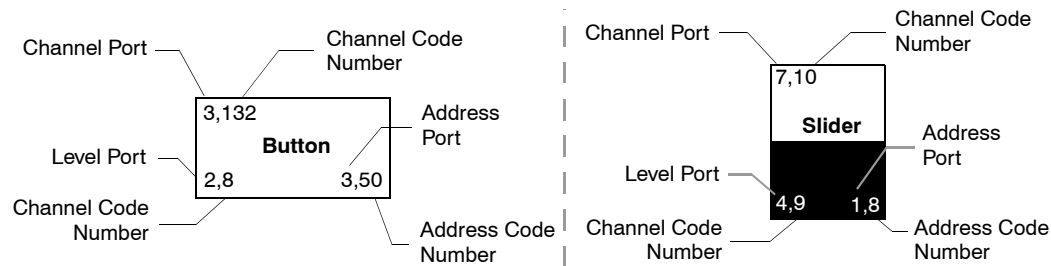 Channel Port
Channel Code
Number
3,132
Address
Port
Button
Level Port
2,8
3,50
Channel Code
Number
Address Code
Number
Channel Port
Channel Code
Number
7,10
Slider
Address
Port
Level Port
4,9
1,8
Channel Code
Number
Address Code
Number